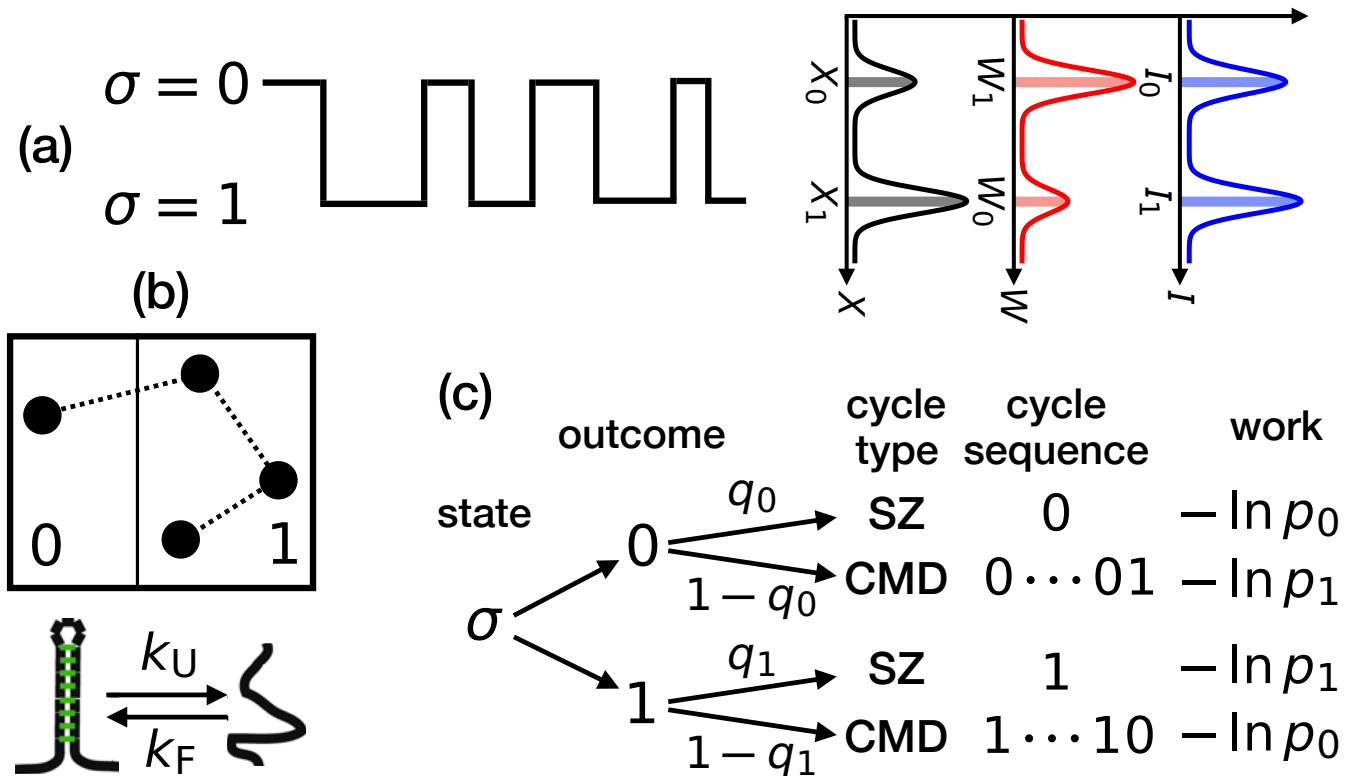 (a)
σ = 0
σ = 1
X₀
X₁
X
W₁
W₀
W
I₀
I₁
I
(b)
0
1
k_U
k_F
(c)
state
outcome
cycle type
cycle sequence
work
σ
0
q₀
SZ
0
− ln p₀
1 − q₀
CMD
0 ··· 01
− ln p₁
1
q₁
SZ
1
− ln p₁
1 − q₁
CMD
1 ··· 10
− ln p₀